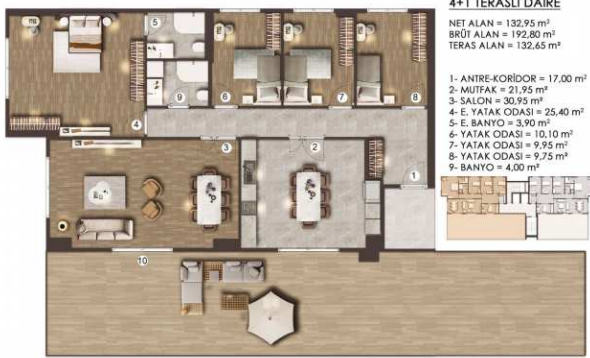 4+1 TERASLI DAİRE
NET ALAN = 132,95 m²
BRÜT ALAN = 192,80 m²
TERAS ALAN = 132,65 m²
1- ANTRE-KORİDOR = 17,00 m²
2- MUTFAK = 21,95 m²
3- SALON = 30,95 m²
4- E. YATAK ODASI = 25,40 m²
5- E. BANYO = 3,90 m²
6- YATAK ODASI = 10,10 m²
7- YATAK ODASI = 9,95 m²
8- YATAK ODASI = 9,75 m²
9- BANYO = 4,00 m²
5
9
6
7
8
4
3
2
1
10